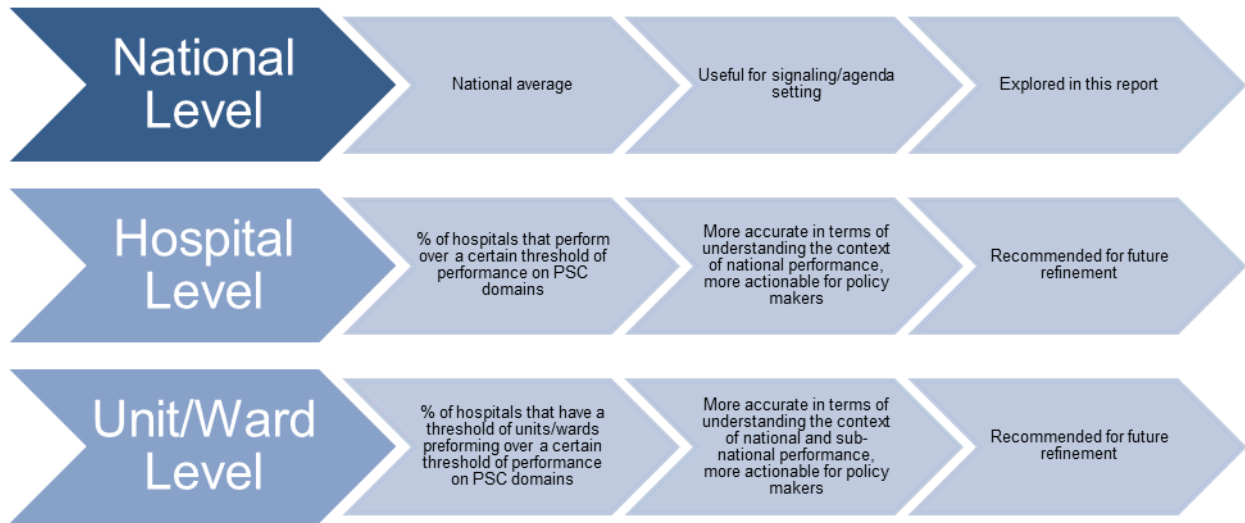 National
Level
National average
Useful for signaling/agenda
setting
Explored in this report
Hospital
Level
% of hospitals that perform
over a certain threshold of
performance on PSC
domains
More accurate in terms of
understanding the context
of national performance,
more actionable for policy
makers
Recommended for future
refinement
Unit/Ward
Level
% of hospitals that have a
threshold of units/wards
preforming over a certain
threshold of performance
on PSC domains
More accurate in terms of
understanding the context
of national and sub-
national performance,
more actionable for policy
makers
Recommended for future
refinement